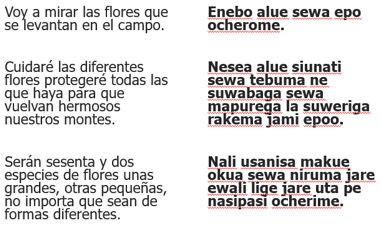 Voy a mirar las flores que
se levantan en el campo.
Enebo alue sewa epo
ocherome.
Cuidaré las diferentes
flores protegeré todas las
que haya para que
vuelvan hermosos
nuestros montes.
Nesea alue siunati
sewa tebuma ne
suwabaga sewa
mapurega la suweriga
rakema jami epoo.
Serán sesenta y dos
especies de flores unas
grandes, otras pequeñas,
no importa que sean de
formas diferentes.
Nali usanisa makue
okua sewa niruma jare
ewali lige jare uta pe
nasipasi ocherime.